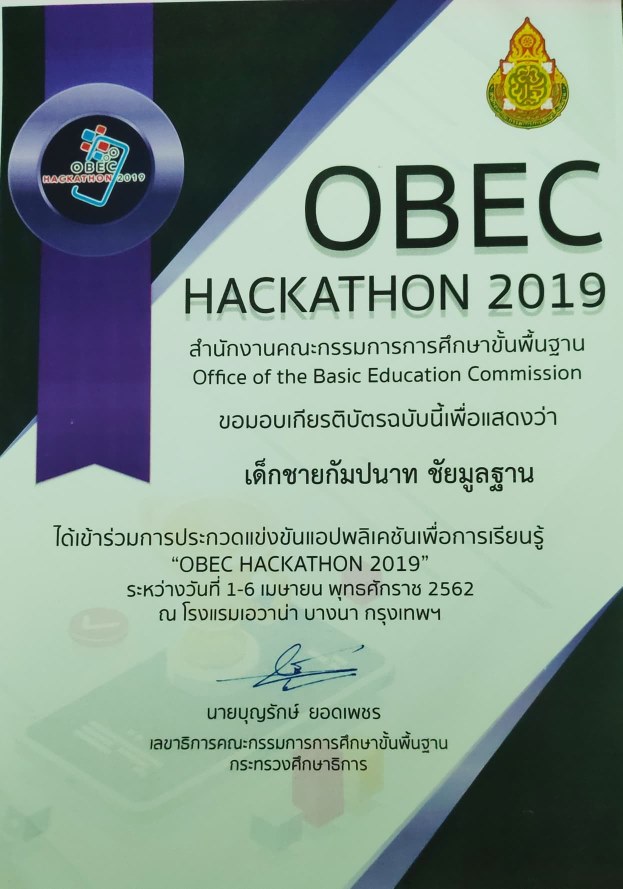 OBEC
HACKATHON 2019
OBEC
HACKATHON 2019
สำนักงานคณะกรรมการการศึกษาขั้นพื้นฐาน
Office of the Basic Education Commission
ขอมอบเกียรติบัตรฉบับนี้เพื่อแสดงว่า
เด็กชายกัมปนาท ชัยมูลฐาน
ได้เข้าร่วมการประกวดแข่งขันแอปพลิเคชันเพื่อการเรียนรู้
“OBEC HACKATHON 2019”
ระหว่างวันที่ 1-6 เมษายน พุทธศักราช 2562
ณ โรงแรมเอวาน่า บางนา กรุงเทพฯ
นายบุญรักษ์ ยอดเพชร
เลขาธิการคณะกรรมการการศึกษาขั้นพื้นฐาน
กระทรวงศึกษาธิการ